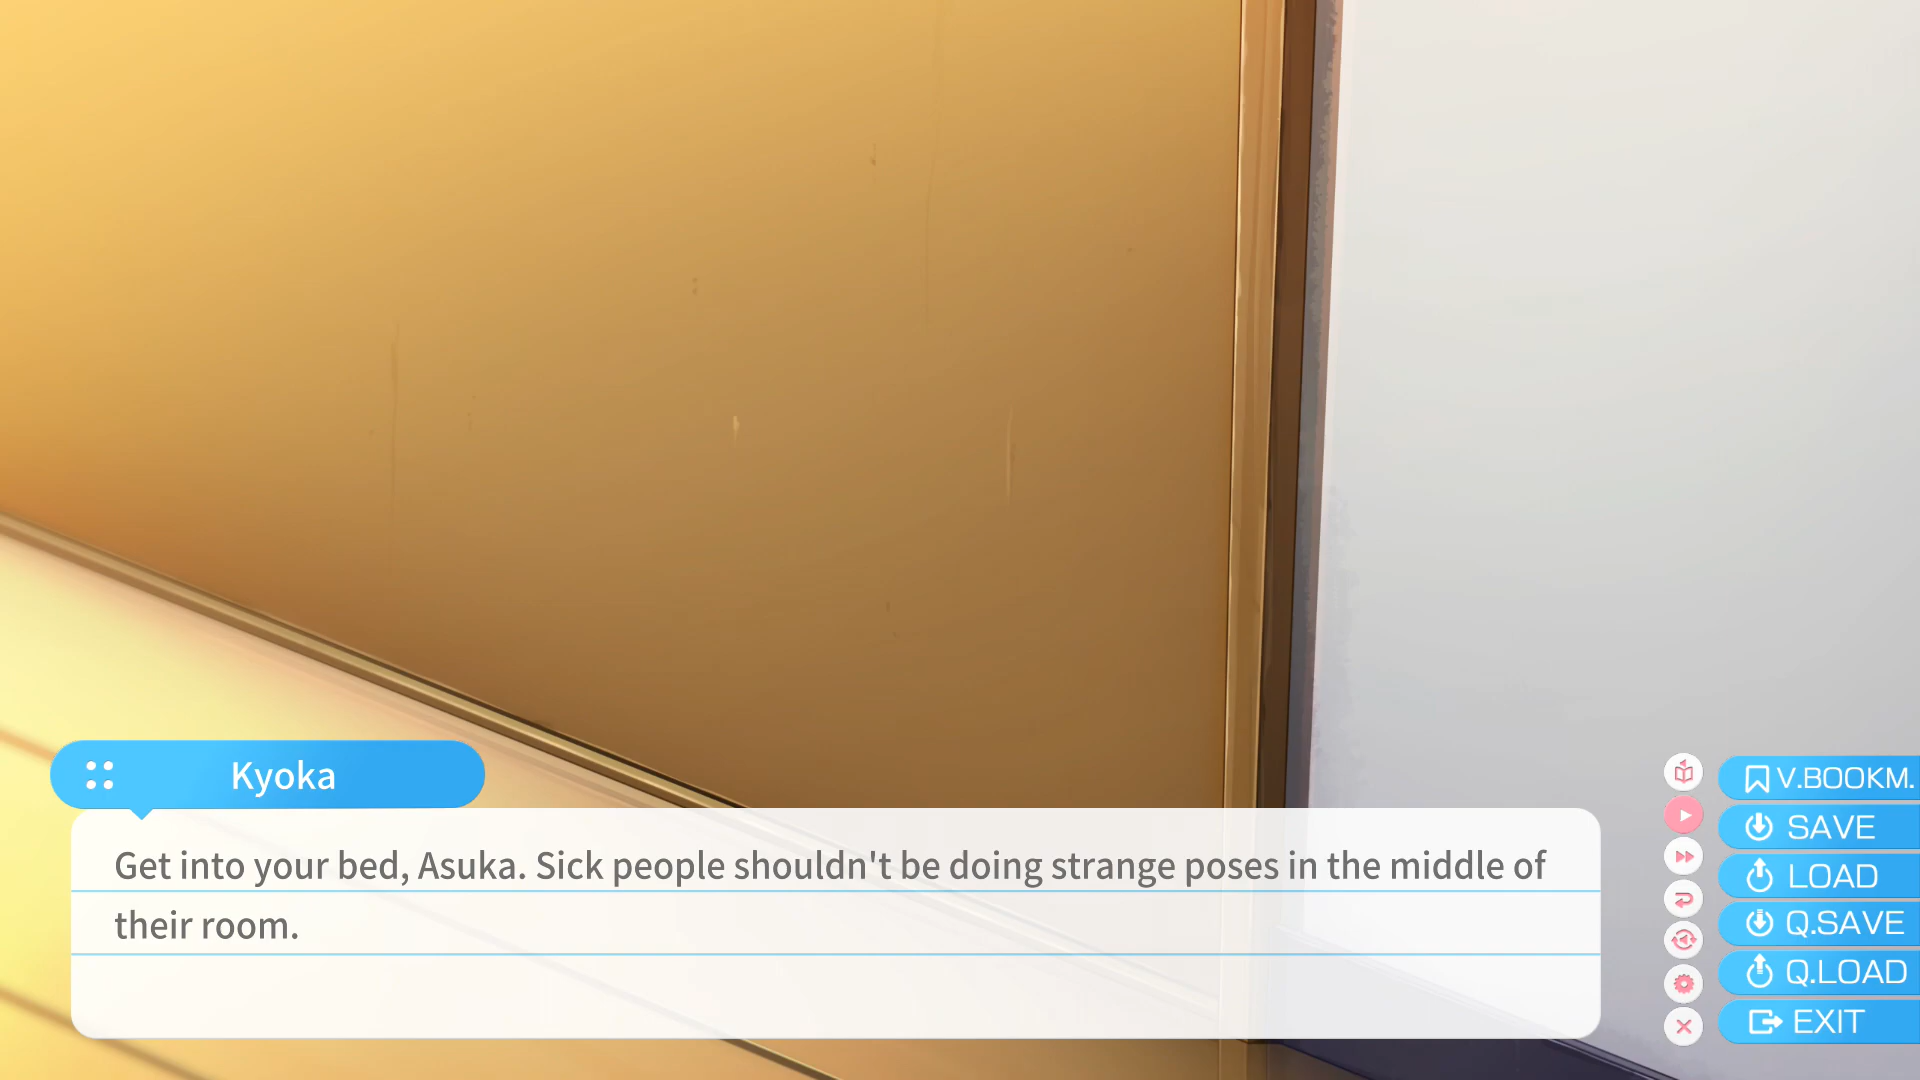 Kyoka
Get into your bed, Asuka. Sick people shouldn't be doing strange poses in the middle of
their room.
V.BOOKM.
SAVE
LOAD
Q.SAVE
Q.LOAD
EXIT